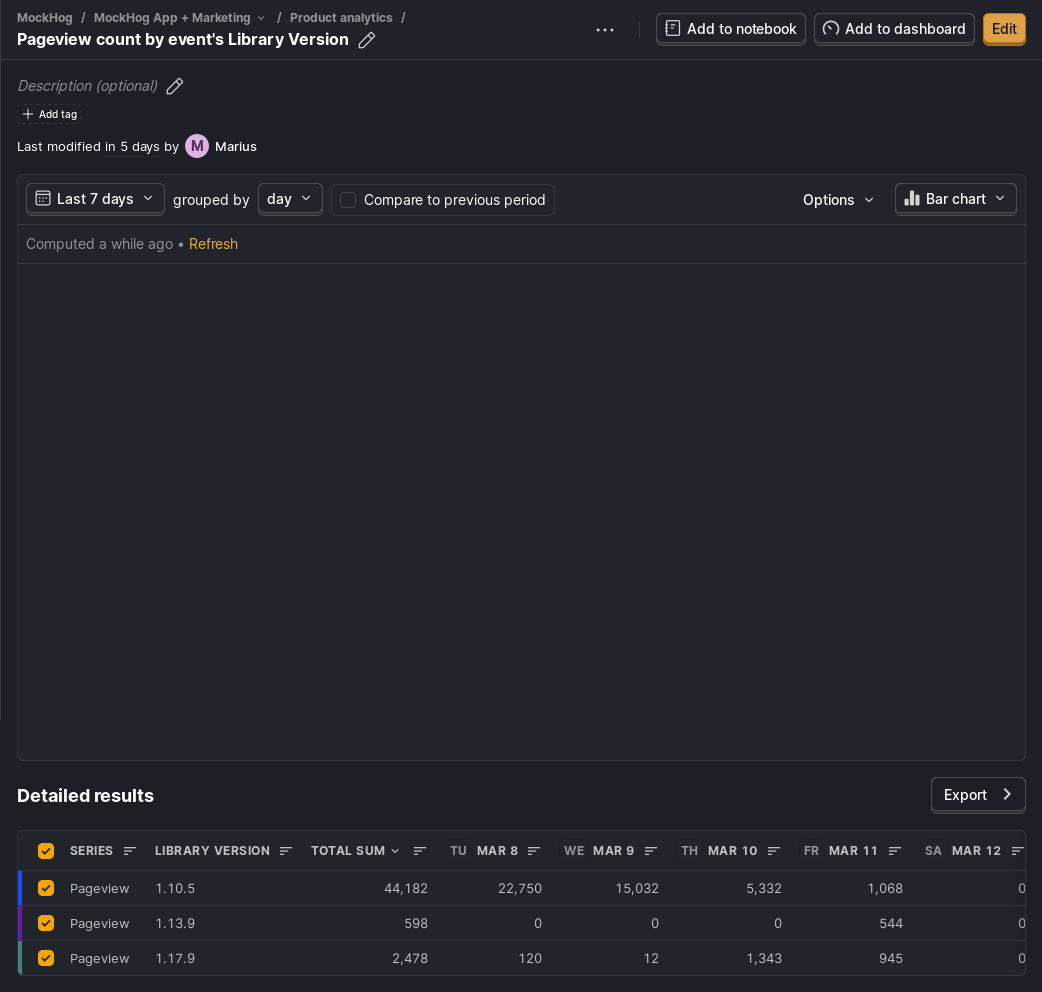 MockHog / MockHog App + Marketing / Product analytics /
Pageview count by event's Library Version
Add to notebook
Add to dashboard
Edit
Description (optional)
Add tag
Last modified in 5 days by M Marius
Last 7 days grouped by day Compare to previous period Options Bar chart
Computed a while ago • Refresh
Detailed results
Export
SERIES LIBRARY VERSION TOTAL SUM TU MAR 8 WE MAR 9 TH MAR 10 FR MAR 11 SA MAR 12
Pageview 1.10.5 44,182 22,750 15,032 5,332 1,068 0
Pageview 1.13.9 598 0 0 0 544 0
Pageview 1.17.9 2,478 120 12 1,343 945 0